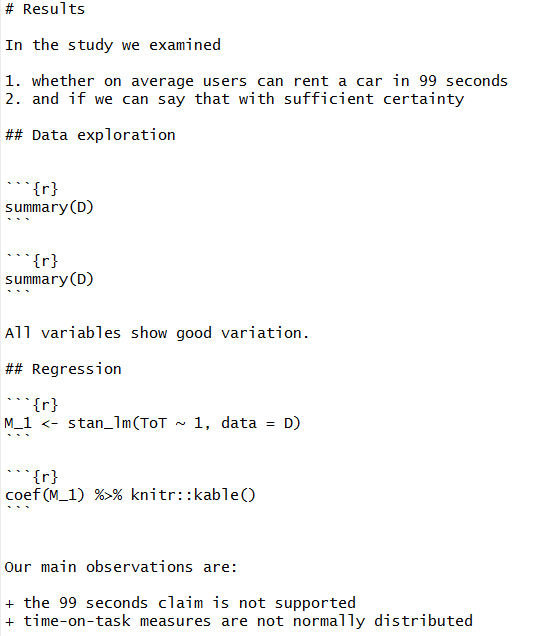 # Results
In the study we examined
1. whether on average users can rent a car in 99 seconds
2. and if we can say that with sufficient certainty
## Data exploration
```{r}
summary(D)
```
```{r}
summary(D)
```
All variables show good variation.
## Regression
```{r}
M_1 <- stan_lm(ToT ~ 1, data = D)
```
```{r}
coef(M_1) %>% knitr::kable()
```
Our main observations are:
+ the 99 seconds claim is not supported
+ time-on-task measures are not normally distributed